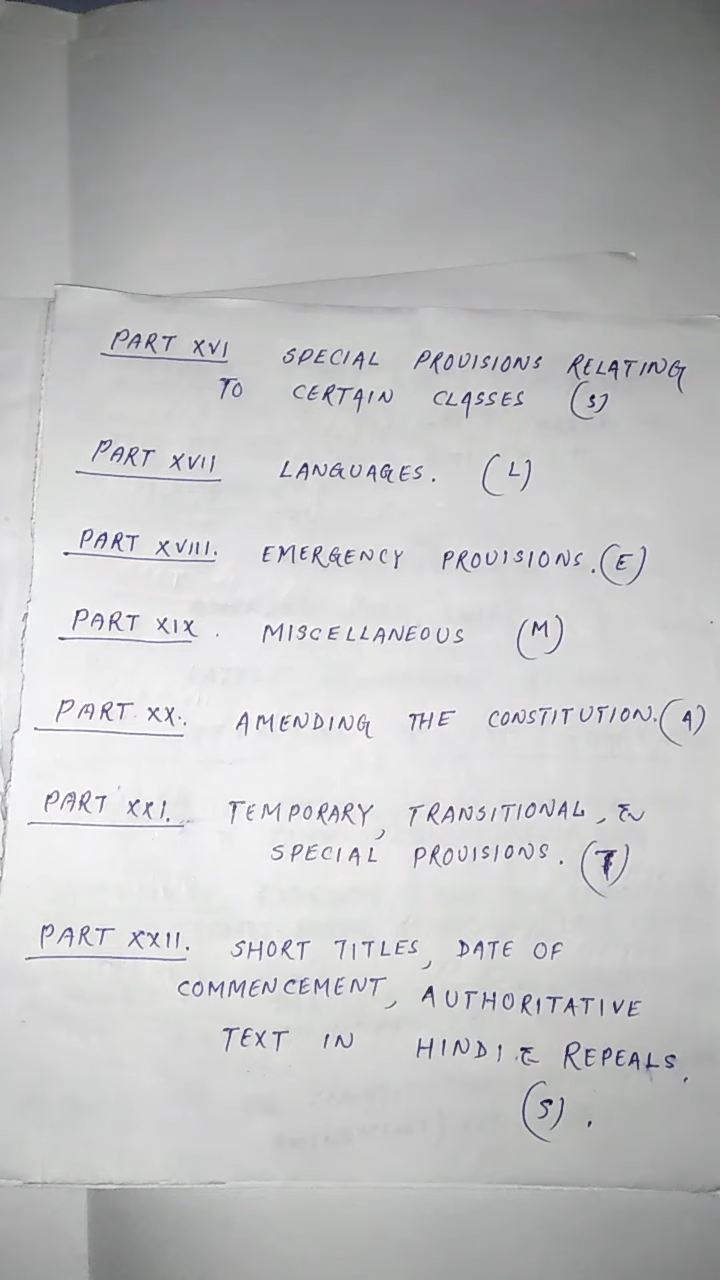 PART XVI SPECIAL PROVISIONS RELATING
TO CERTAIN CLASSES (S)
PART XVII LANGUAGES. (L)
PART XVIII. EMERGENCY PROVISIONS. (E)
PART XIX. MISCELLANEOUS (M)
PART XX. AMENDING THE CONSTITUTION. (A)
PART XXI. TEMPORARY, TRANSITIONAL, &
SPECIAL PROVISIONS. (T)
PART XXII. SHORT TITLES, DATE OF
COMMENCEMENT, AUTHORITATIVE
TEXT IN HINDI & REPEALS.
(S).